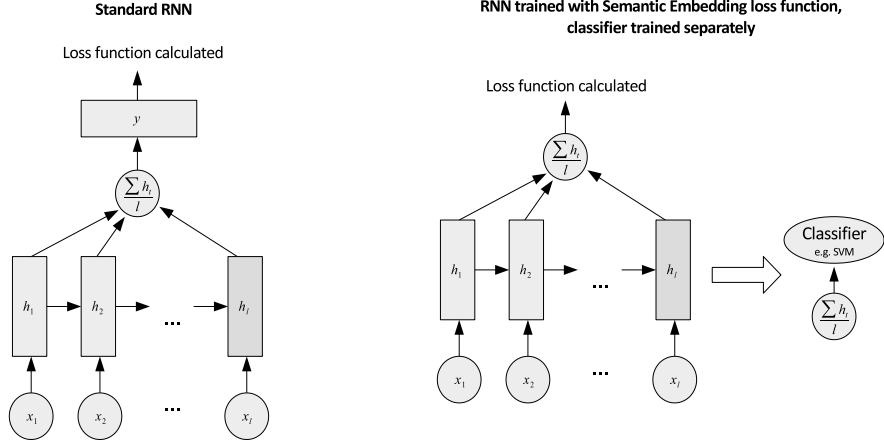 Standard RNN
Loss function calculated
y
∑ h_t
l
h_1
h_2
...
h_l
x_1
x_2
...
x_l
RNN trained with Semantic Embedding loss function,
classifier trained separately
Loss function calculated
∑ h_t
l
h_1
h_2
...
h_l
x_1
x_2
...
x_l
Classifier
e.g. SVM
∑ h_t
l